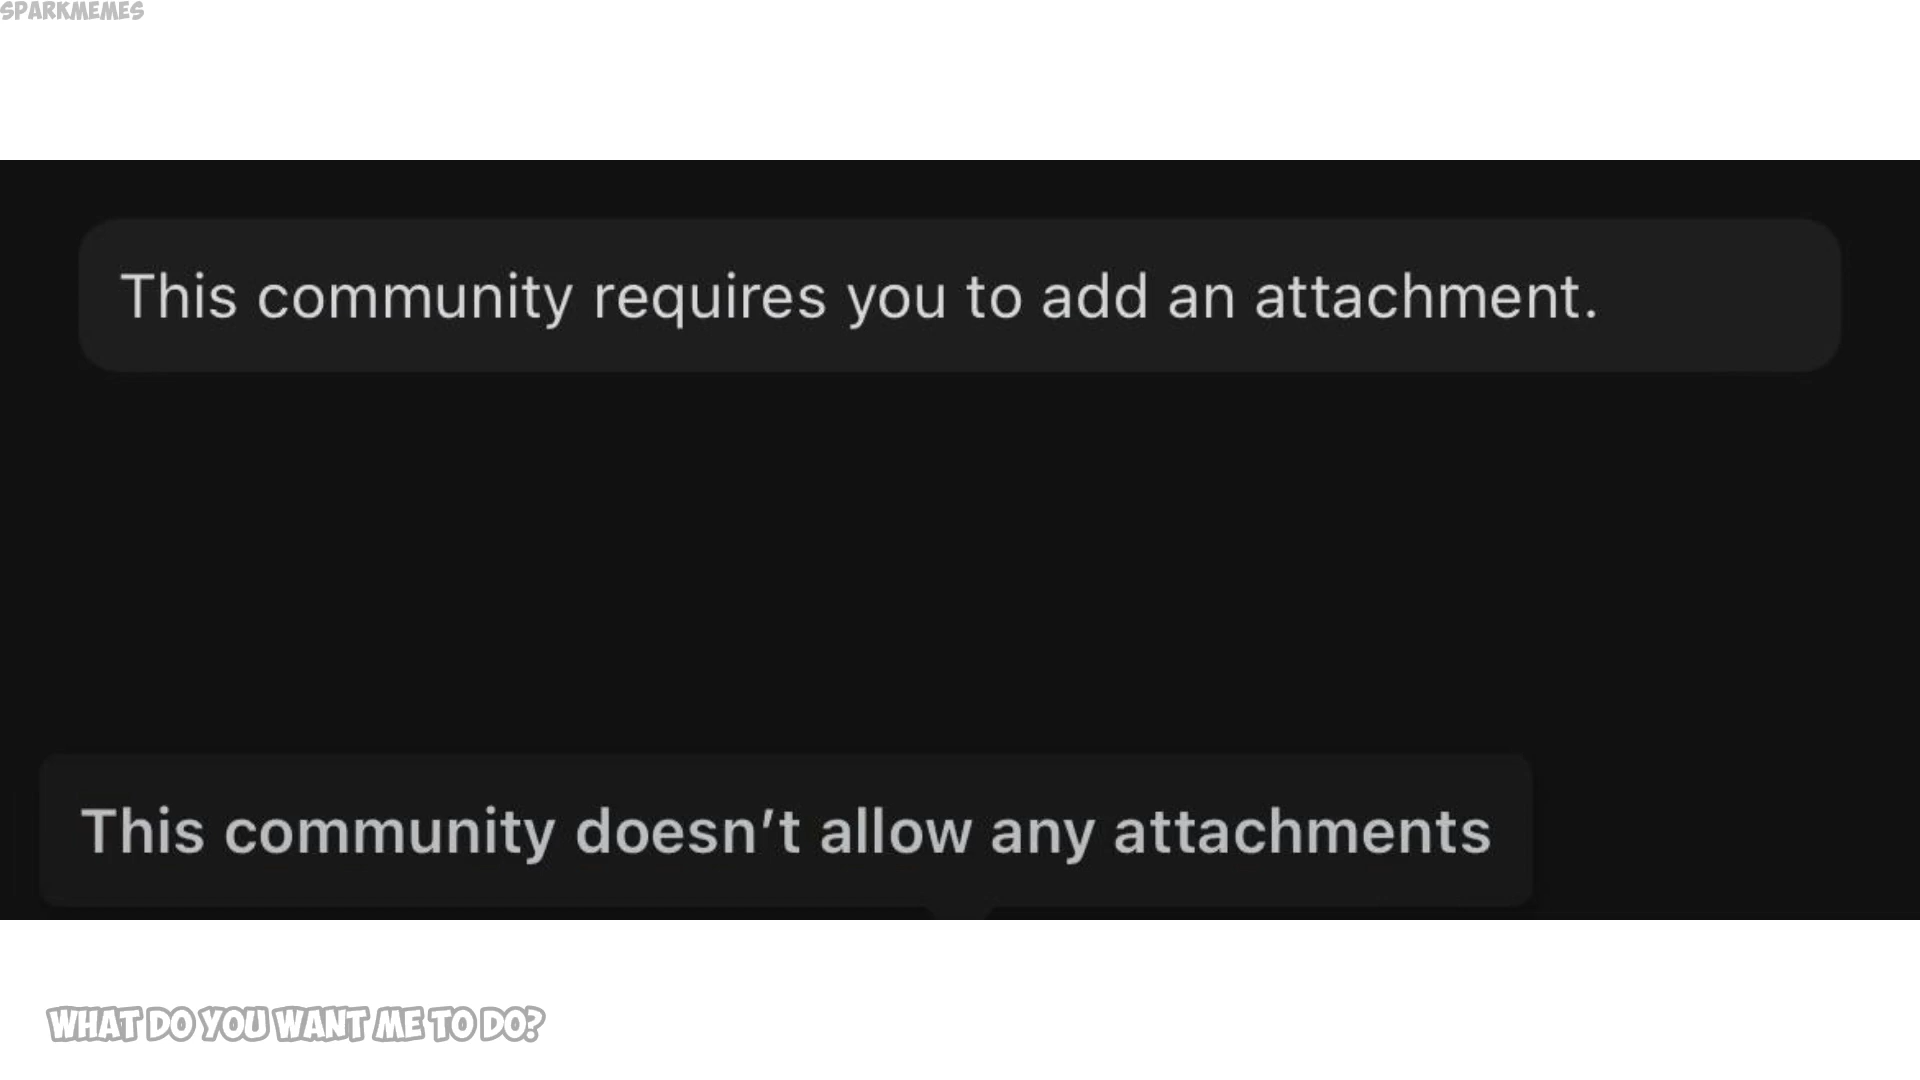 SPARKMEMES
This community requires you to add an attachment.
This community doesn’t allow any attachments
WHAT DO YOU WANT ME TO DO?